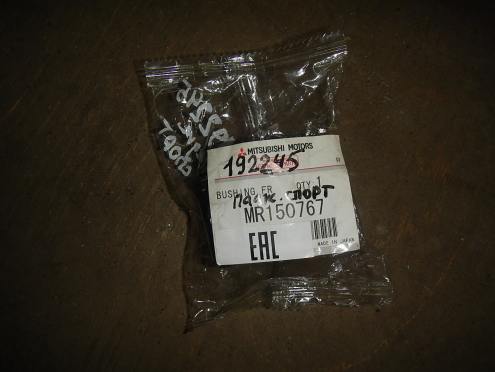 MITSUBISHI MOTORS
192245
BUSHING,FR QTY 1
Падж. спорт
MR150767
EAC
MADE IN JAPAN